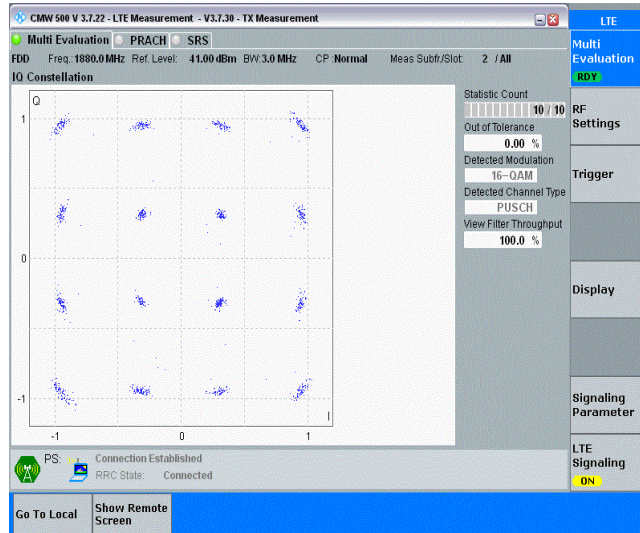 CMW 500 V 3.7.22 - LTE Measurement - V3.7.30 - TX Measurement
LTE
Multi Evaluation PRACH SRS
Multi
Evaluation
RDY
FDD Freq.:1880.0 MHz Ref. Level: 41.00 dBm BW:3.0 MHz CP :Normal Meas Subfr./Slot: 2 / All
IQ Constellation
Q
1
0
-1
-1 0 1
I
Statistic Count
10 / 10
Out of Tolerance
0.00 %
Detected Modulation
16-QAM
Detected Channel Type
PUSCH
View Filter Throughput
100.0 %
RF
Settings
Trigger
Display
Signaling
Parameter
LTE
Signaling
ON
PS: Connection Established
RRC State: Connected
Go To Local
Show Remote
Screen